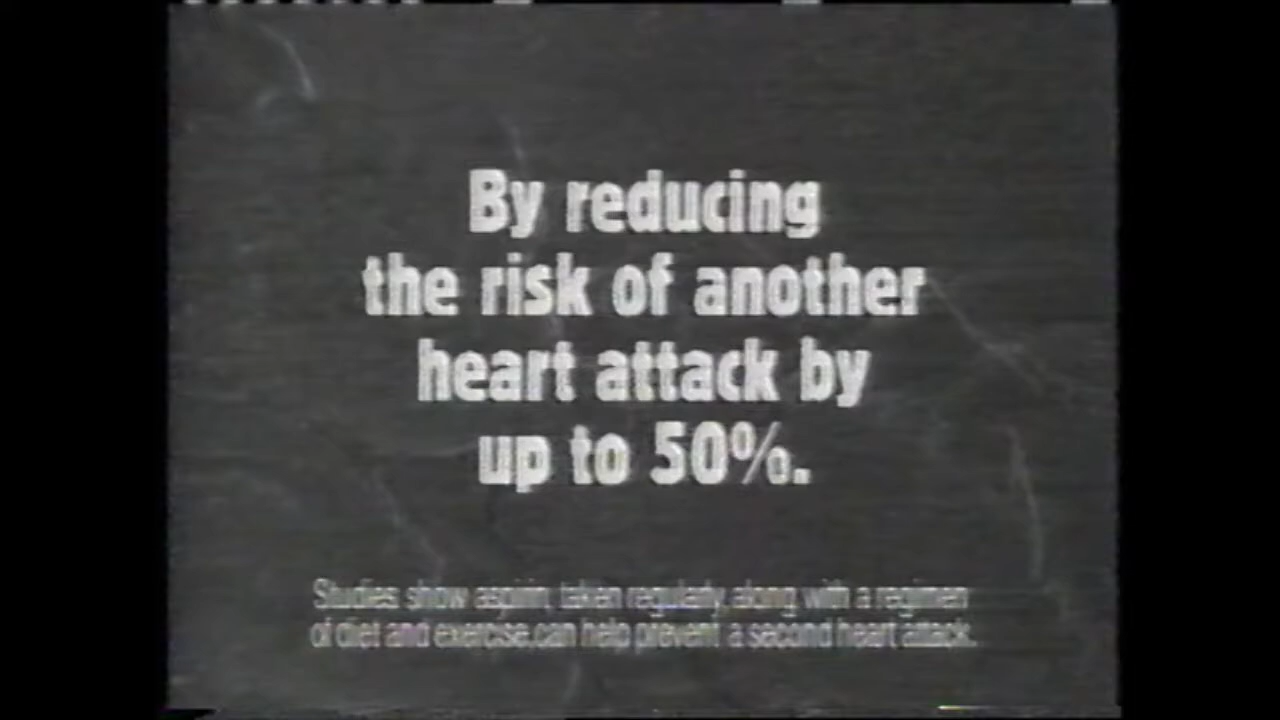 By reducing
the risk of another
heart attack by
up to 50%.
Studies show aspirin, taken regularly, along with a regimen
of diet and exercise, can help prevent a second heart attack.